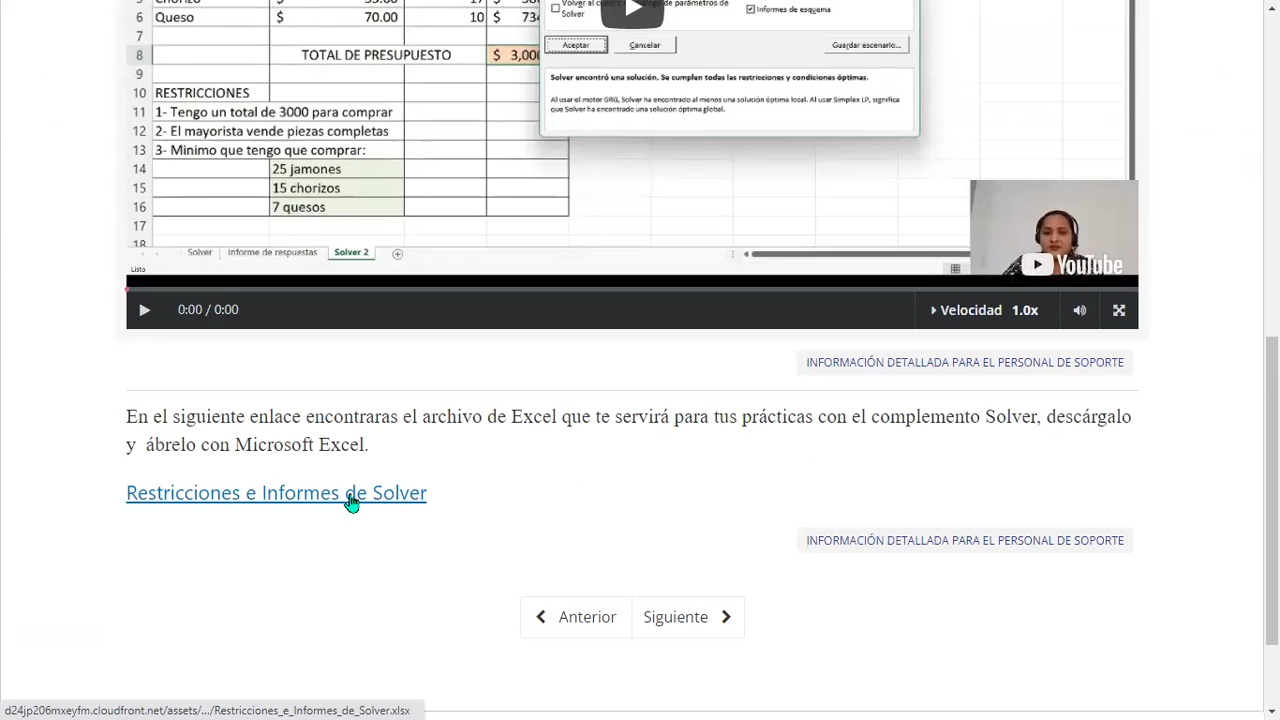 5
6 Queso $ 70.00 10 $ 734
7
8 TOTAL DE PRESUPUESTO $ 3,000
9
10 RESTRICCIONES
11 1- Tengo un total de 3000 para comprar
12 2- El mayorista vende piezas completas
13 3- Minimo que tengo que comprar:
14 25 jamones
15 15 chorizos
16 7 quesos
17
18
Solver
Informes de esquema
Aceptar Cancelar Guardar escenario...
Solver encontró una solución. Se cumplen todas las restricciones y condiciones óptimas.
Al usar el motor GRG, Solver ha encontrado al menos una solución óptima local. Al usar Simplex LP, significa
que Solver ha encontrado una solución óptima global.
Solver Informe de respuestas Solver 2
Listo
YouTube
0:00 / 0:00 Velocidad 1.0x
INFORMACIÓN DETALLADA PARA EL PERSONAL DE SOPORTE
En el siguiente enlace encontraras el archivo de Excel que te servirá para tus prácticas con el complemento Solver, descárgalo
y ábrelo con Microsoft Excel.
Restricciones e Informes de Solver
INFORMACIÓN DETALLADA PARA EL PERSONAL DE SOPORTE
Anterior Siguiente
d24jp206mxeyfm.cloudfront.net/assets/.../Restricciones_e_Informes_de_Solver.xlsx